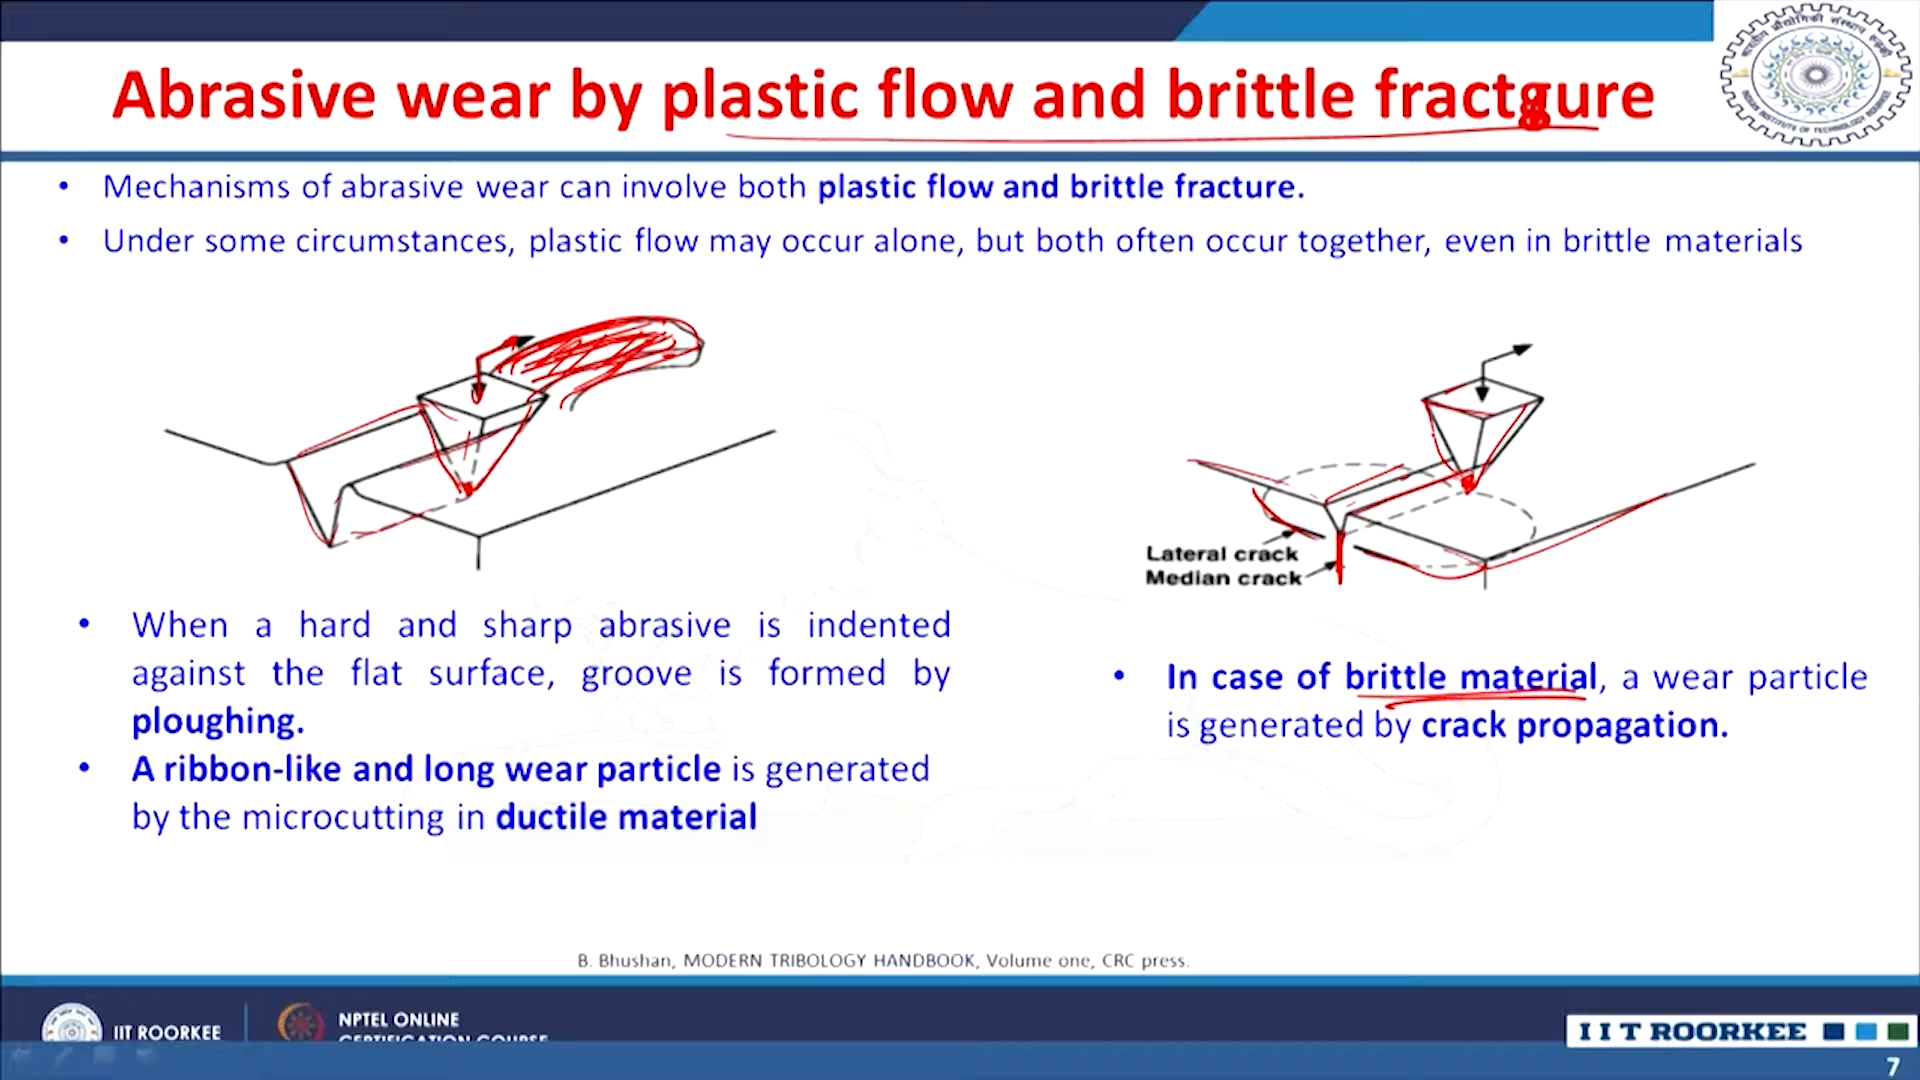 Abrasive wear by plastic flow and brittle fractgure
• Mechanisms of abrasive wear can involve both plastic flow and brittle fracture.
• Under some circumstances, plastic flow may occur alone, but both often occur together, even in brittle materials
Lateral crack
Median crack
• When a hard and sharp abrasive is indented
against the flat surface, groove is formed by
ploughing.
• A ribbon-like and long wear particle is generated
by the microcutting in ductile material
• In case of brittle material, a wear particle
is generated by crack propagation.
B. Bhushan, MODERN TRIBOLOGY HANDBOOK, Volume one, CRC press.
IIT ROORKEE
NPTEL ONLINE
CERTIFICATION COURSE
IIT ROORKEE
7